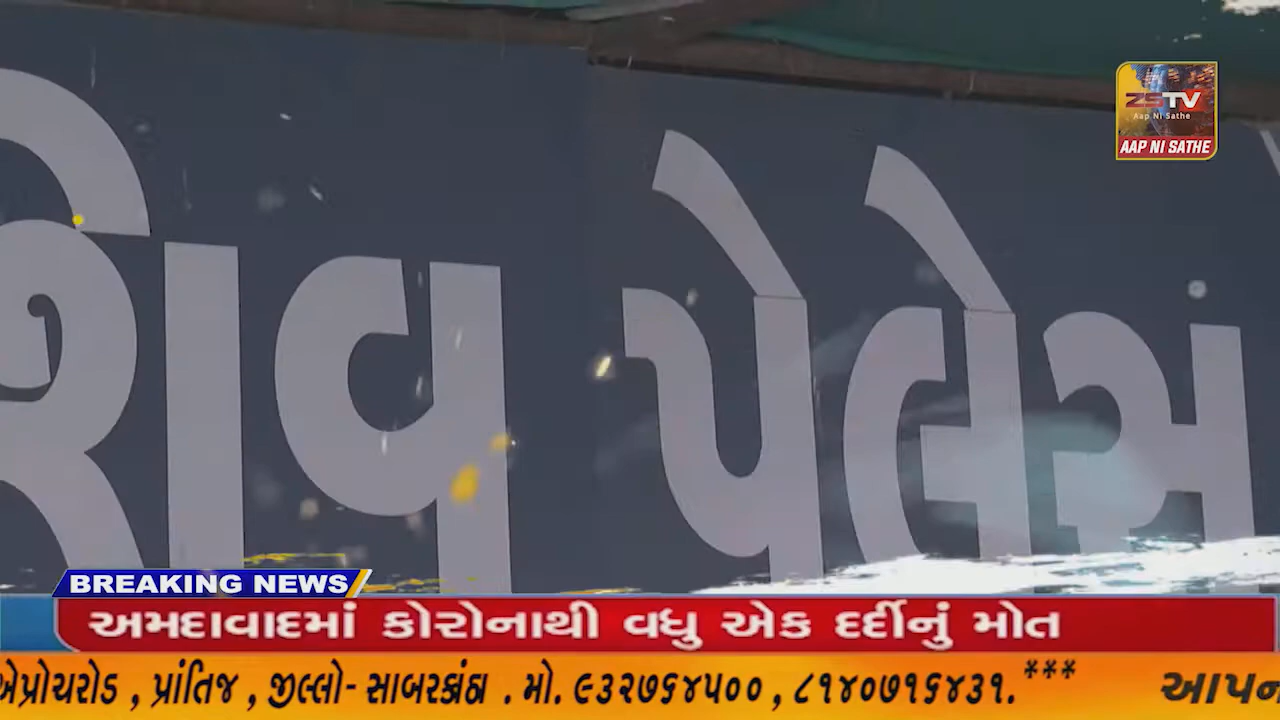 ZSTV
Aap Ni Sathe
AAP NI SATHE
શિવ પેલેસ
BREAKING NEWS
અમદાવાદમાં કોરોનાથી વધુ એક દર્દીનું મોત
એપ્રોચરોડ , પ્રાંતિજ , જીલ્લો- સાબરકાંઠા . મો. ૯૩૨૭૬૪૫૦૦ , ૮૧૪૦૭૧૬૪૩૧. *** આપન